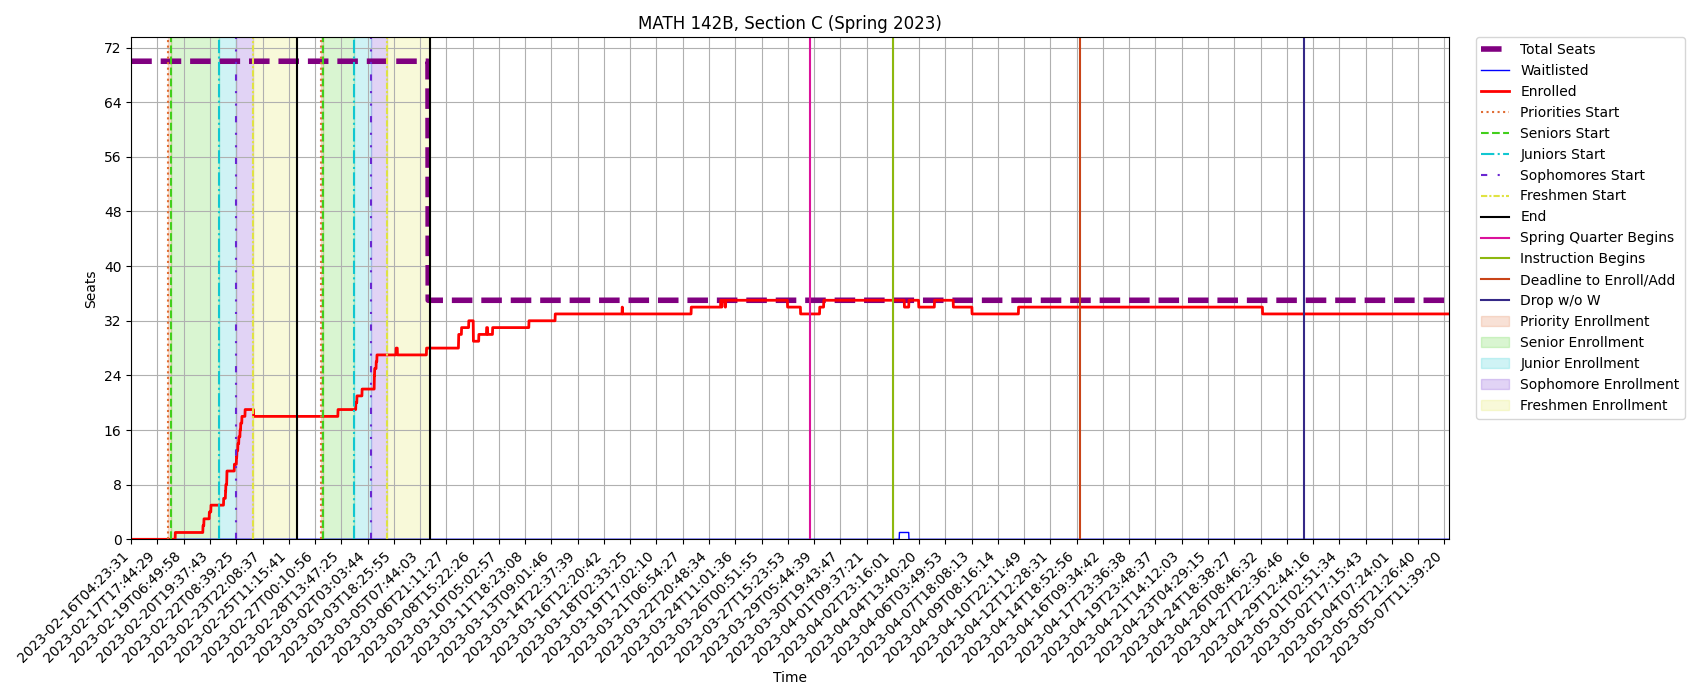 MATH 142B, Section C (Spring 2023)
Seats
72
64
56
48
40
32
24
16
8
0
2023-02-16T04:23:31
2023-02-17T17:44:29
2023-02-19T06:49:58
2023-02-20T19:37:43
2023-02-22T08:39:25
2023-02-23T22:08:37
2023-02-25T11:15:41
2023-02-27T00:10:56
2023-02-28T13:47:25
2023-03-02T03:03:44
2023-03-03T18:25:55
2023-03-05T07:44:03
2023-03-06T21:11:27
2023-03-08T15:22:26
2023-03-10T05:02:57
2023-03-11T18:23:08
2023-03-13T09:01:46
2023-03-14T22:37:39
2023-03-16T12:20:42
2023-03-18T02:33:25
2023-03-19T17:02:10
2023-03-21T06:54:27
2023-03-22T20:48:34
2023-03-24T11:01:36
2023-03-26T00:51:55
2023-03-27T15:23:53
2023-03-29T05:44:39
2023-03-30T19:43:47
2023-04-01T09:37:21
2023-04-02T23:16:01
2023-04-04T13:40:20
2023-04-06T03:49:53
2023-04-07T18:08:13
2023-04-09T08:16:14
2023-04-10T22:11:49
2023-04-12T12:28:31
2023-04-14T18:52:56
2023-04-16T09:34:42
2023-04-17T23:36:38
2023-04-19T23:48:37
2023-04-21T14:12:03
2023-04-23T04:29:15
2023-04-24T18:38:27
2023-04-26T08:46:32
2023-04-27T22:36:46
2023-04-29T12:44:16
2023-05-01T02:51:34
2023-05-02T17:15:43
2023-05-04T07:24:01
2023-05-05T21:26:40
2023-05-07T11:39:20
Time
Total Seats
Waitlisted
Enrolled
Priorities Start
Seniors Start
Juniors Start
Sophomores Start
Freshmen Start
End
Spring Quarter Begins
Instruction Begins
Deadline to Enroll/Add
Drop w/o W
Priority Enrollment
Senior Enrollment
Junior Enrollment
Sophomore Enrollment
Freshmen Enrollment